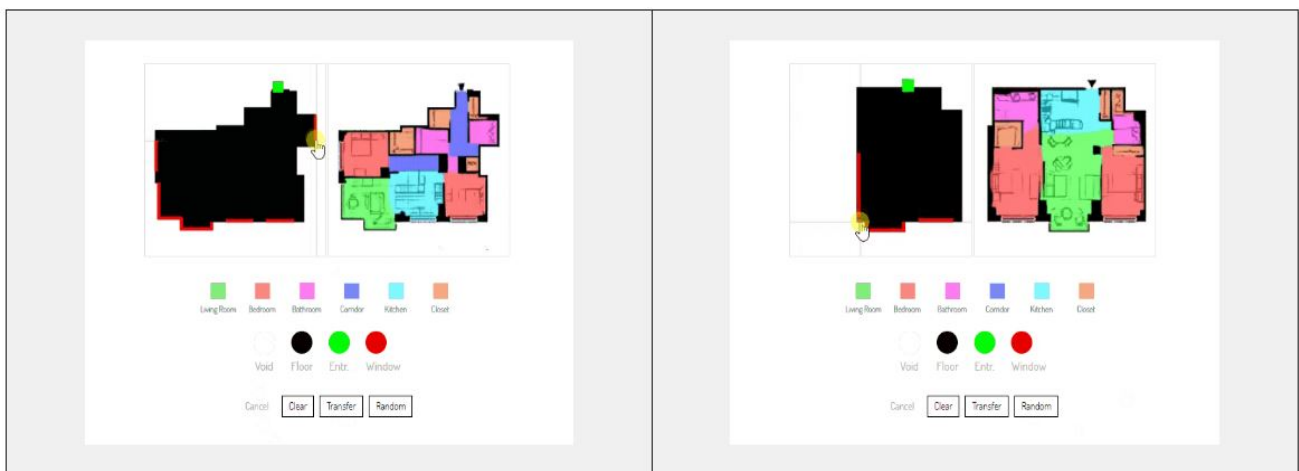 Living Room Bedroom Bathroom Corridor Kitchen Closet
Void Floor Entr. Window
Cancel Clear Transfer Random
Living Room Bedroom Bathroom Corridor Kitchen Closet
Void Floor Entr. Window
Cancel Clear Transfer Random